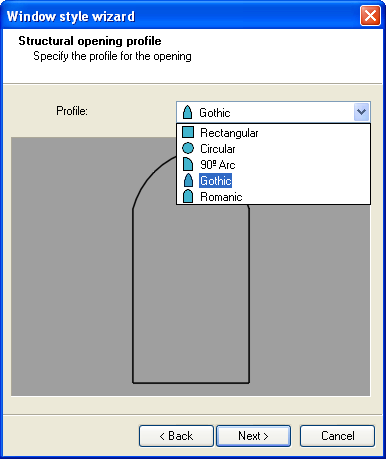 Window style wizard
Structural opening profile
Specify the profile for the opening
Profile:
Gothic
Rectangular
Circular
90º Arc
Gothic
Romanic
< Back
Next >
Cancel